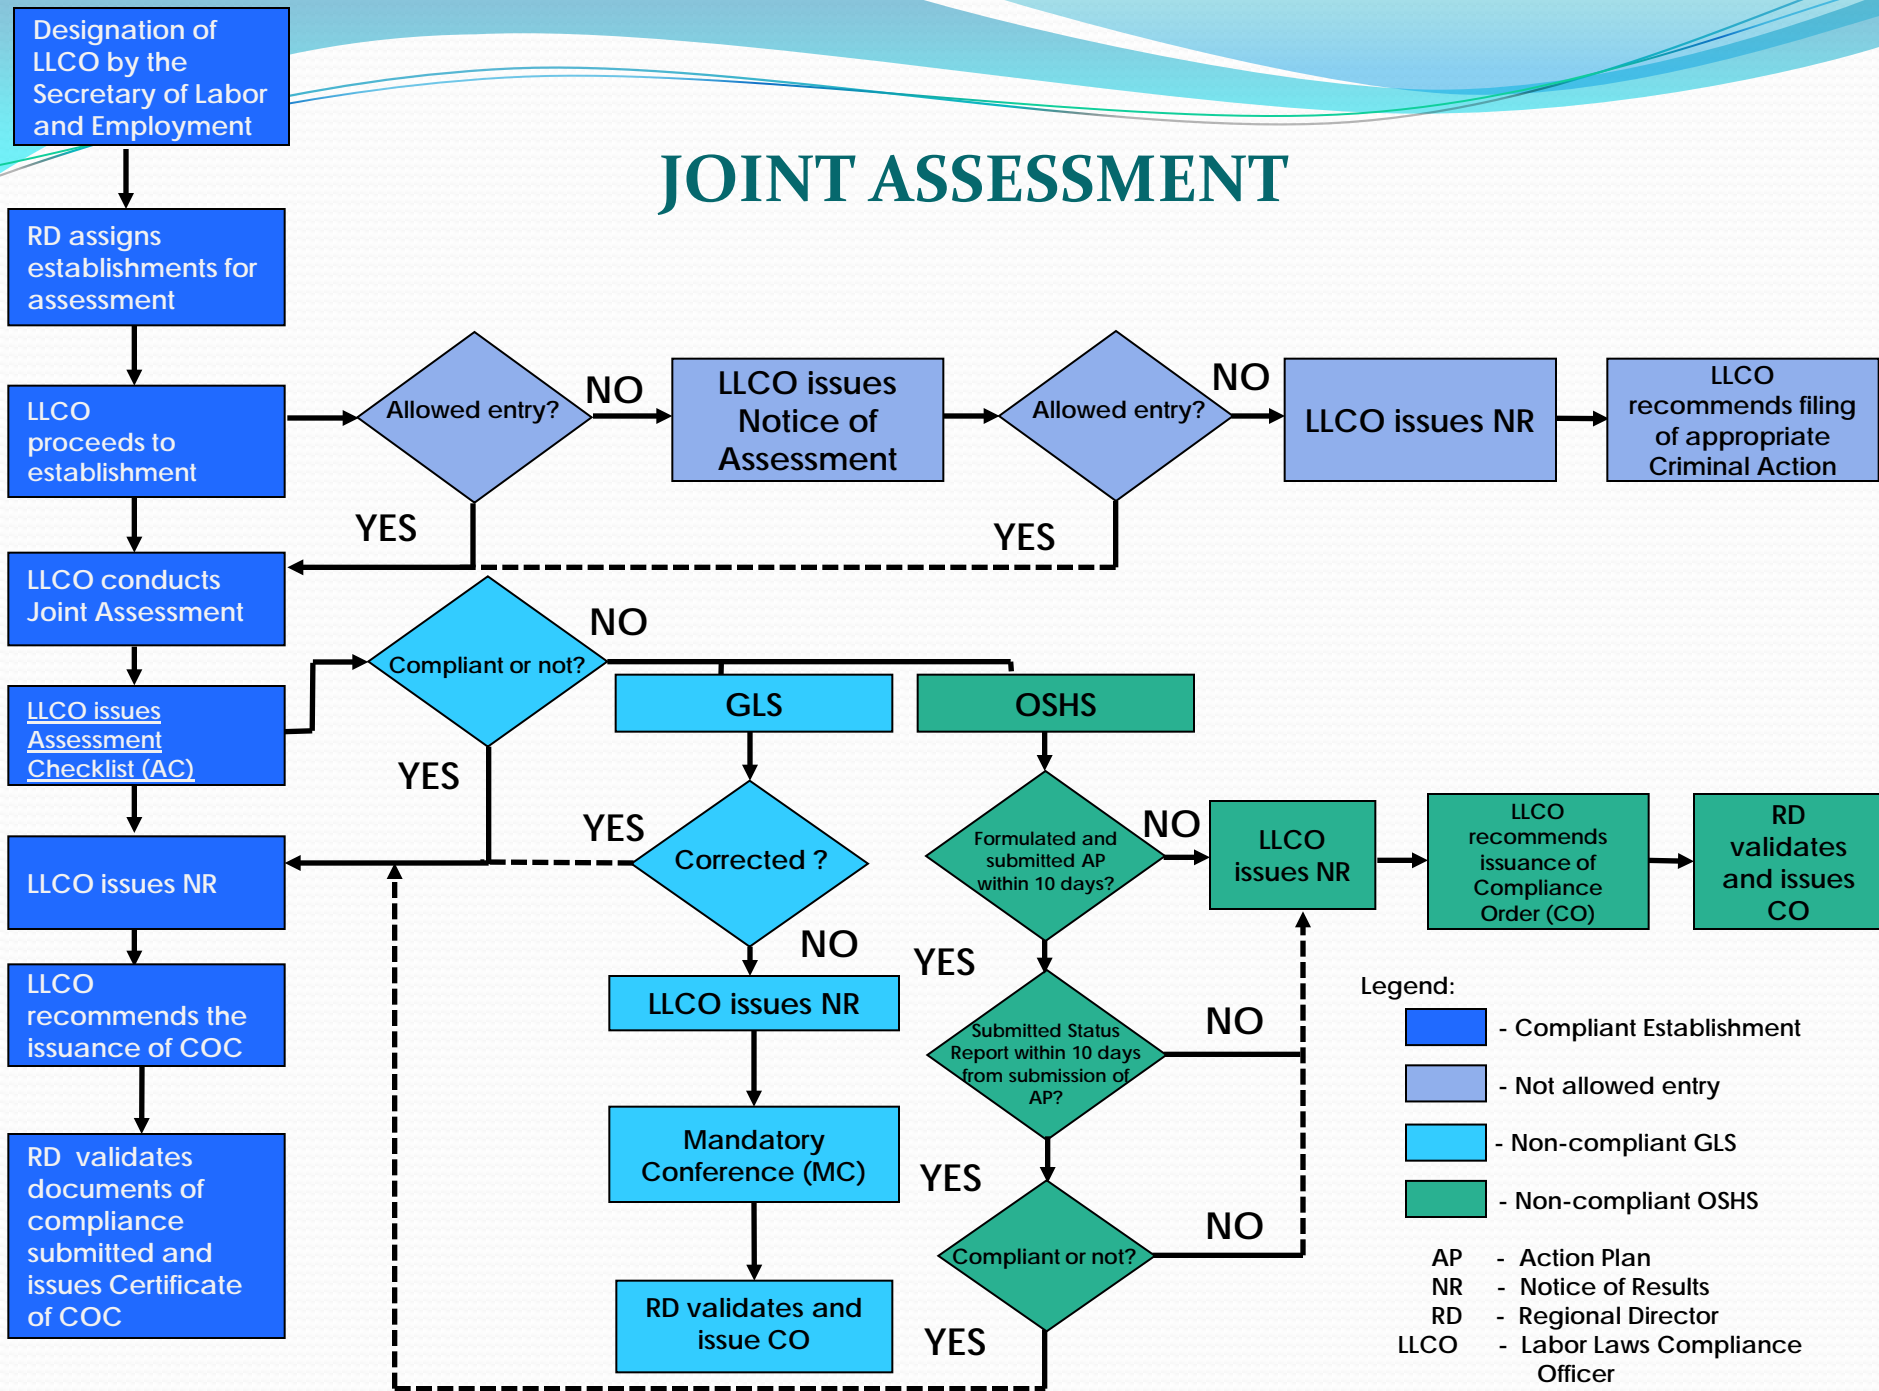 Designation of
LLCO by the
Secretary of Labor
and Employment
JOINT ASSESSMENT
RD assigns
establishments for
assessment
LLCO
proceeds to
establishment
Allowed entry?
NO
YES
LLCO issues
Notice of
Assessment
Allowed entry?
NO
YES
LLCO issues NR
LLCO
recommends filing
of appropriate
Criminal Action
LLCO conducts
Joint Assessment
LLCO issues
Assessment
Checklist (AC)
Compliant or not?
NO
YES
GLS
OSHS
LLCO issues NR
YES
Corrected ?
NO
Formulated and
submitted AP
within 10 days?
NO
YES
LLCO
issues NR
LLCO
recommends
issuance of
Compliance
Order (CO)
RD
validates
and issues
CO
LLCO
recommends the
issuance of COC
LLCO issues NR
Submitted Status
Report within 10 days
from submission of
AP?
NO
YES
Mandatory
Conference (MC)
RD validates
documents of
compliance
submitted and
issues Certificate
of COC
RD validates and
issue CO
Compliant or not?
NO
YES
Legend:
- Compliant Establishment
- Not allowed entry
- Non-compliant GLS
- Non-compliant OSHS
AP - Action Plan
NR - Notice of Results
RD - Regional Director
LLCO - Labor Laws Compliance
Officer